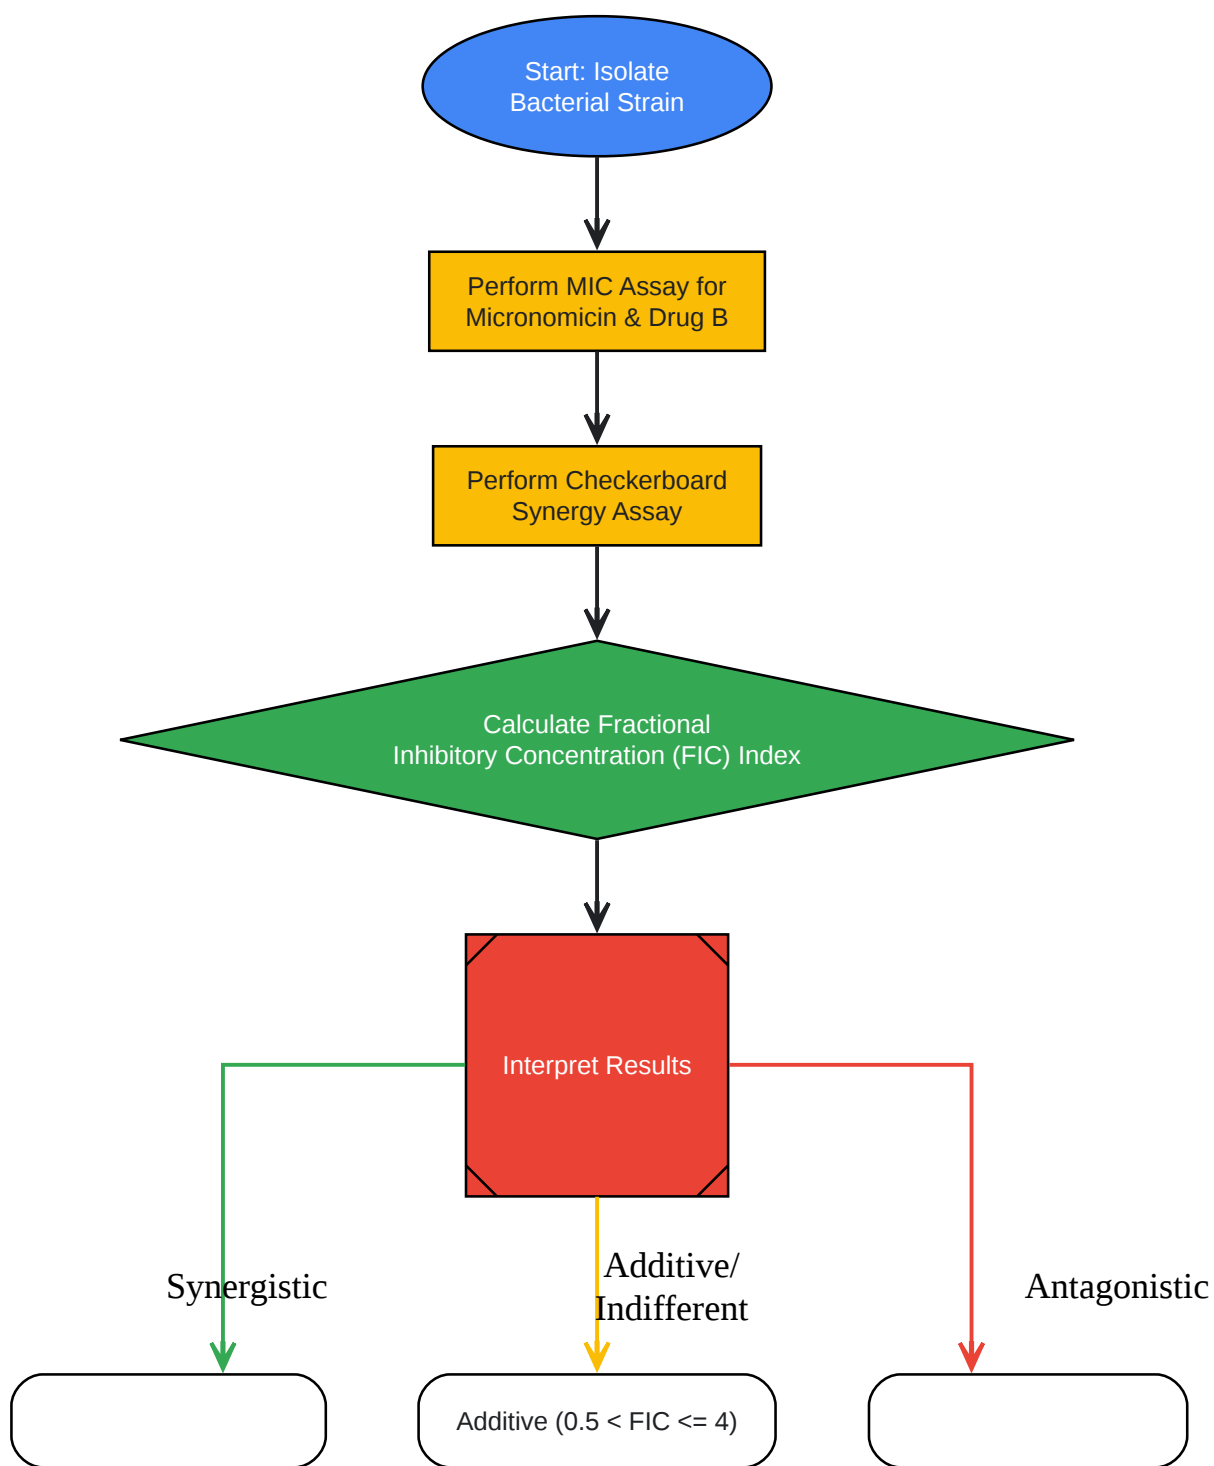 Start: Isolate
Bacterial Strain
Perform MIC Assay for
Micronomicin & Drug B
Perform Checkerboard
Synergy Assay
Calculate Fractional
Inhibitory Concentration (FIC) Index
Interpret Results
Synergistic
Additive/
Indifferent
Antagonistic
Additive (0.5 < FIC <= 4)